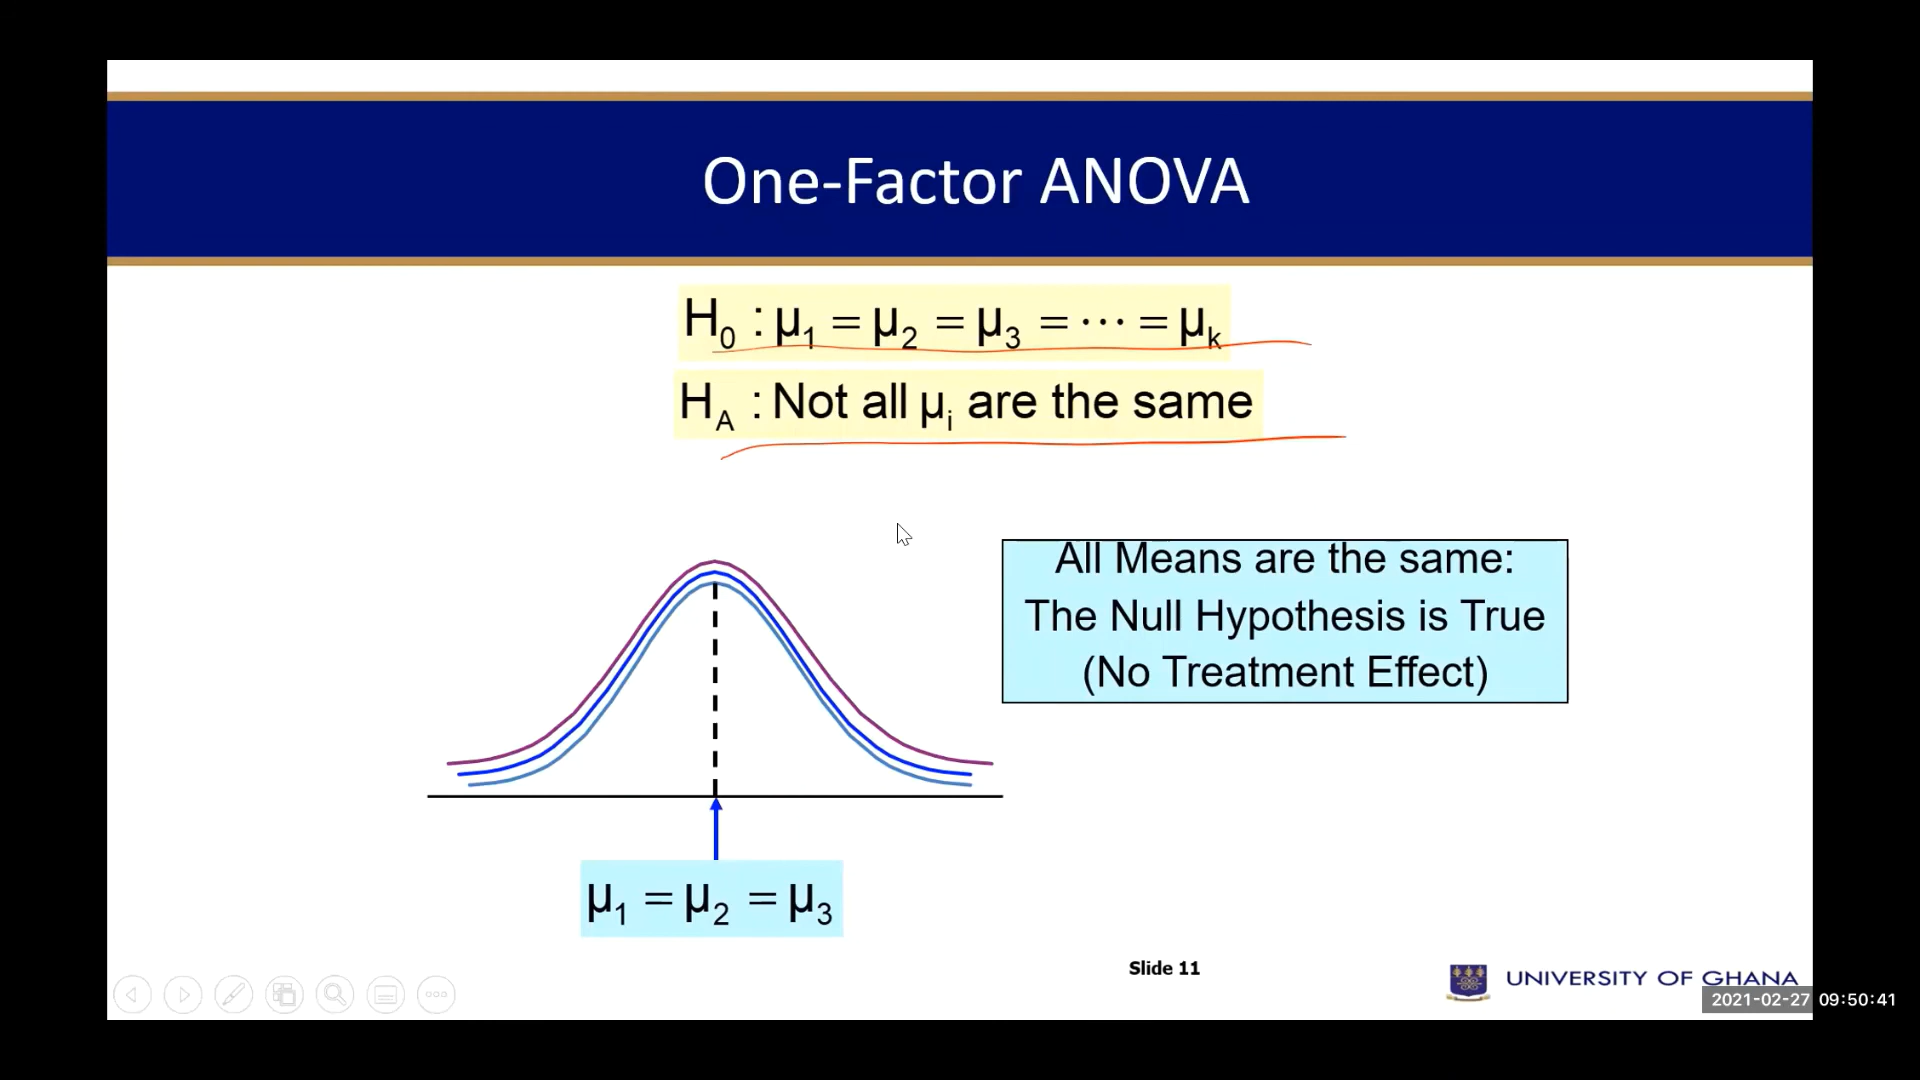 One-Factor ANOVA
H₀ : μ₁ = μ₂ = μ₃ = ⋯ = μₖ
H_A : Not all μᵢ are the same
All Means are the same:
The Null Hypothesis is True
(No Treatment Effect)
μ₁ = μ₂ = μ₃
Slide 11
UNIVERSITY OF GHANA
2021-02-27 09:50:41